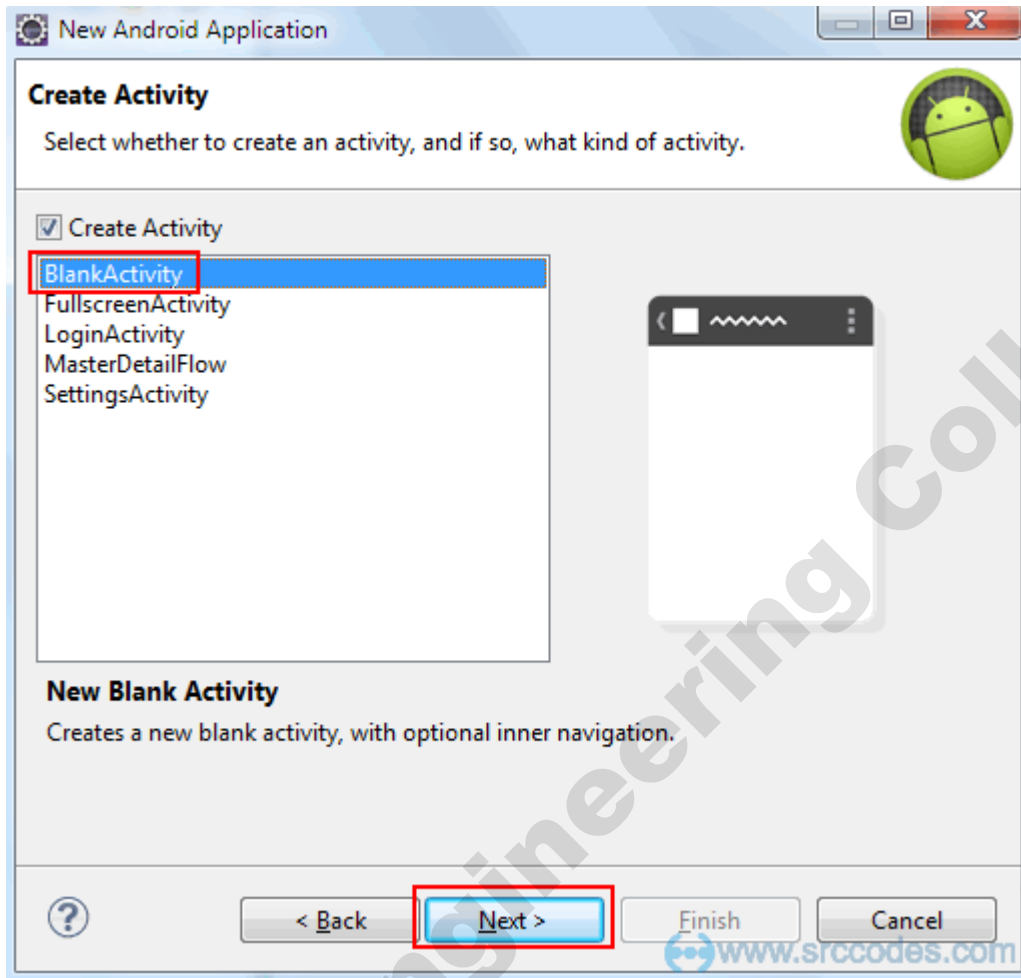 New Android Application
Create Activity
Select whether to create an activity, and if so, what kind of activity.
Create Activity
BlankActivity
FullscreenActivity
LoginActivity
MasterDetailFlow
SettingsActivity
New Blank Activity
Creates a new blank activity, with optional inner navigation.
< Back Next > Finish Cancel
www.srccodes.com